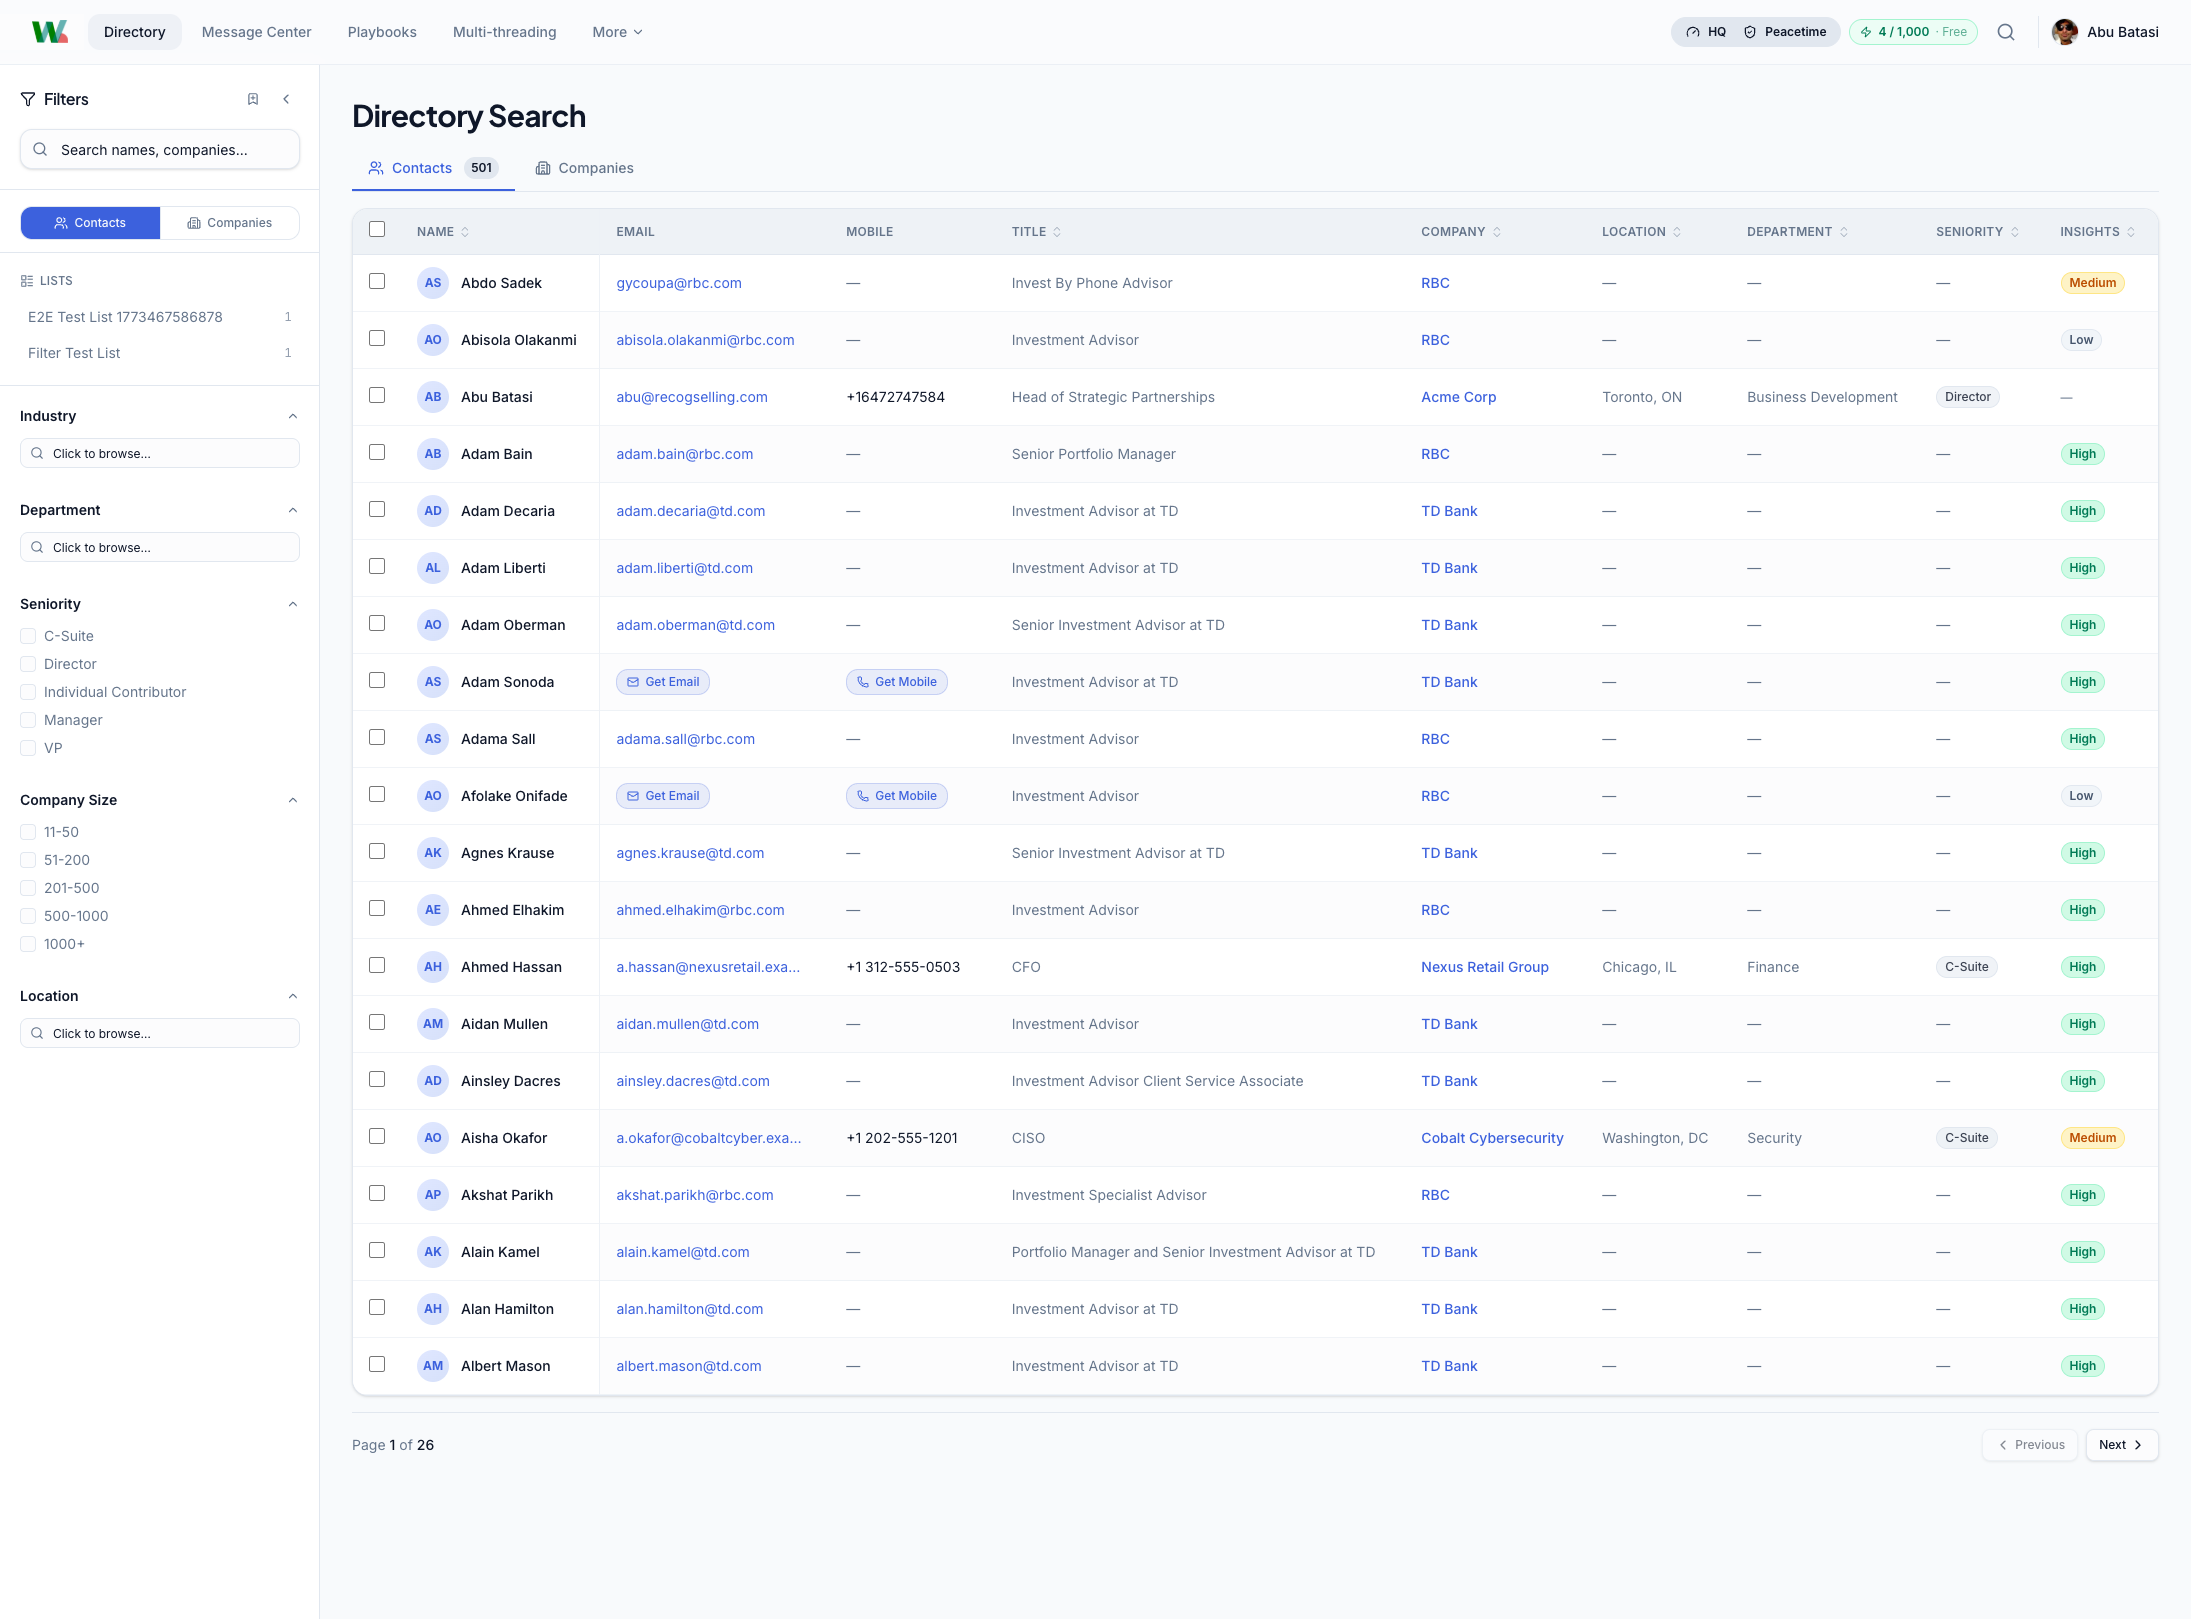 Directory Message Center Playbooks Multi-threading More HQ Peacetime 4 / 1,000 · Free Abu Batasi
Filters
Search names, companies...
Contacts Companies
LISTS
E2E Test List 1773467586878 1
Filter Test List 1
Industry
Click to browse...
Department
Click to browse...
Seniority
C-Suite
Director
Individual Contributor
Manager
VP
Company Size
11-50
51-200
201-500
500-1000
1000+
Location
Click to browse...
Directory Search
Contacts 501 Companies
NAME EMAIL MOBILE TITLE COMPANY LOCATION DEPARTMENT SENIORITY INSIGHTS
AS Abdo Sadek gycoupa@rbc.com — Invest By Phone Advisor RBC — — — Medium
AO Abisola Olakanmi abisola.olakanmi@rbc.com — Investment Advisor RBC — — — Low
AB Abu Batasi abu@recogselling.com +16472747584 Head of Strategic Partnerships Acme Corp Toronto, ON Business Development Director —
AB Adam Bain adam.bain@rbc.com — Senior Portfolio Manager RBC — — — High
AD Adam Decaria adam.decaria@td.com — Investment Advisor at TD TD Bank — — — High
AL Adam Liberti adam.liberti@td.com — Investment Advisor at TD TD Bank — — — High
AO Adam Oberman adam.oberman@td.com — Senior Investment Advisor at TD TD Bank — — — High
AS Adam Sonoda Get Email Get Mobile Investment Advisor at TD TD Bank — — — High
AS Adama Sall adama.sall@rbc.com — Investment Advisor RBC — — — High
AO Afolake Onifade Get Email Get Mobile Investment Advisor RBC — — — Low
AK Agnes Krause agnes.krause@td.com — Senior Investment Advisor at TD TD Bank — — — High
AE Ahmed Elhakim ahmed.elhakim@rbc.com — Investment Advisor RBC — — — High
AH Ahmed Hassan a.hassan@nexusretail.exa... +1 312-555-0503 CFO Nexus Retail Group Chicago, IL Finance C-Suite High
AM Aidan Mullen aidan.mullen@td.com — Investment Advisor TD Bank — — — High
AD Ainsley Dacres ainsley.dacres@td.com — Investment Advisor Client Service Associate TD Bank — — — High
AO Aisha Okafor a.okafor@cobaltcyber.exa... +1 202-555-1201 CISO Cobalt Cybersecurity Washington, DC Security C-Suite Medium
AP Akshat Parikh akshat.parikh@rbc.com — Investment Specialist Advisor RBC — — — High
AK Alain Kamel alain.kamel@td.com — Portfolio Manager and Senior Investment Advisor at TD TD Bank — — — High
AH Alan Hamilton alan.hamilton@td.com — Investment Advisor at TD TD Bank — — — High
AM Albert Mason albert.mason@td.com — Investment Advisor at TD TD Bank — — — High
Page 1 of 26 Previous Next